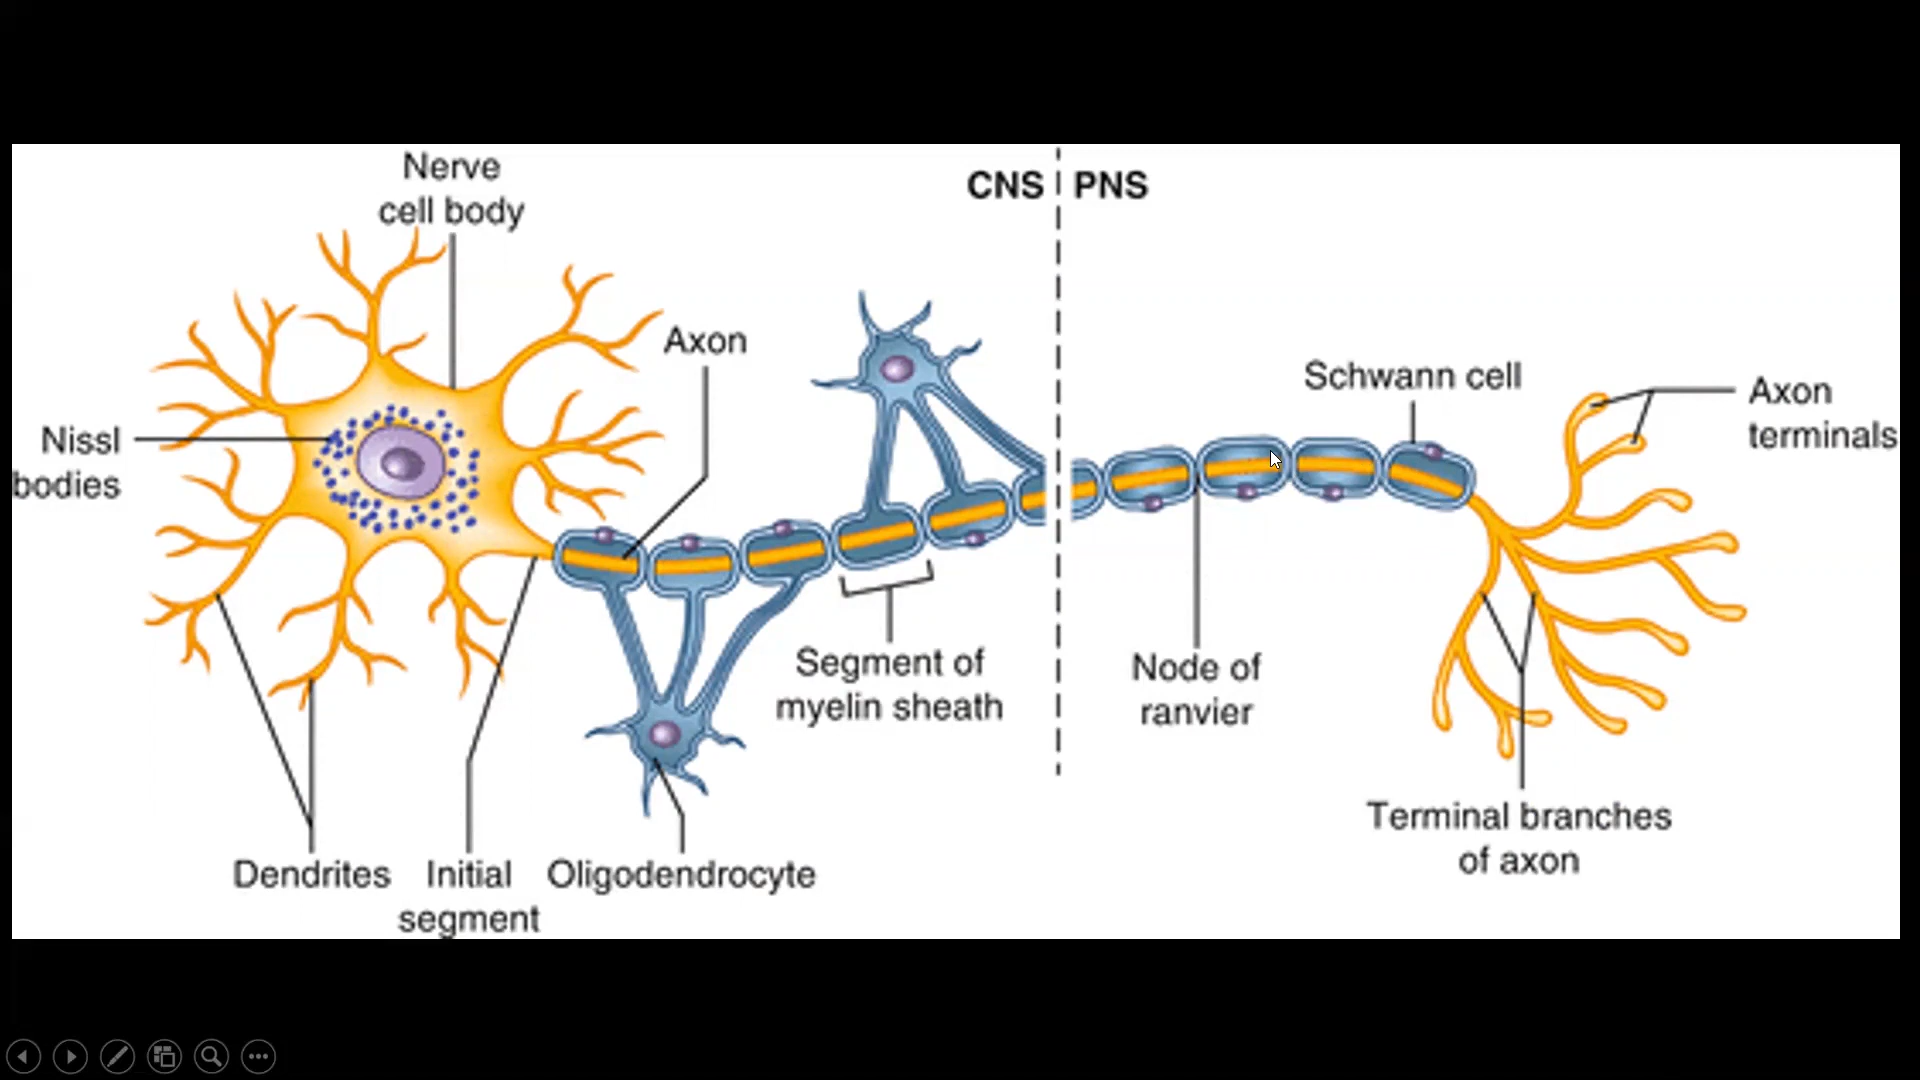 Nerve
cell body
CNS
PNS
Axon
Schwann cell
Axon
terminals
Nissl
bodies
Segment of
myelin sheath
Node of
ranvier
Terminal branches
of axon
Dendrites
Initial
segment
Oligodendrocyte